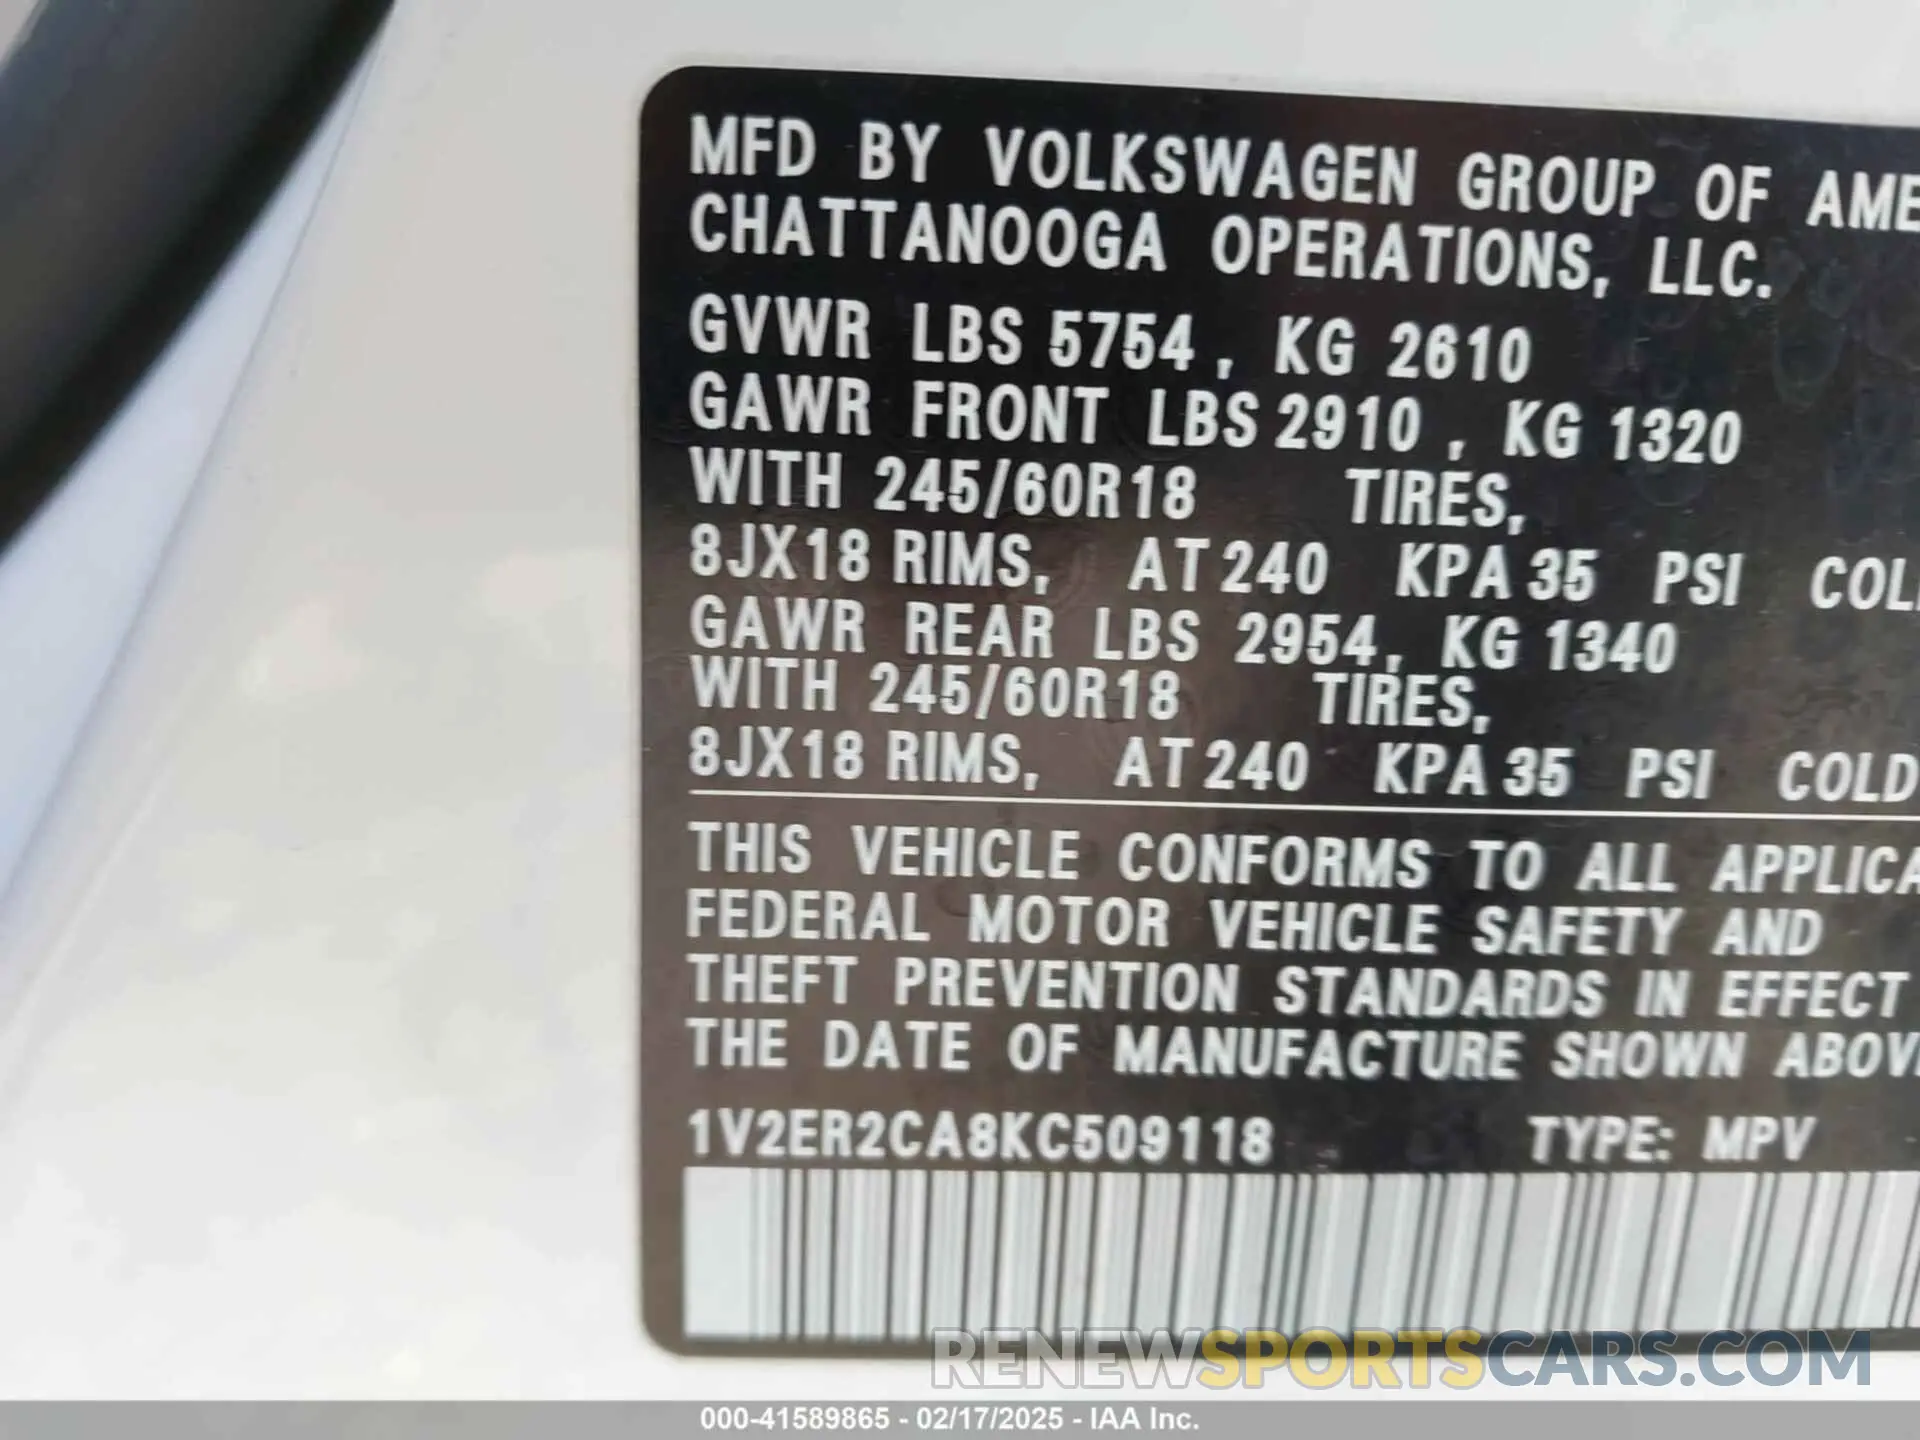 MFD BY VOLKSWAGEN GROUP OF AME
CHATTANOOGA OPERATIONS, LLC.
GVWR LBS 5754 , KG 2610
GAWR FRONT LBS 2910 , KG 1320
WITH 245/60R18 TIRES,
8JX18 RIMS, AT 240 KPA 35 PSI COL
GAWR REAR LBS 2954, KG 1340
WITH 245/60R18 TIRES,
8JX18 RIMS, AT 240 KPA 35 PSI COLD
THIS VEHICLE CONFORMS TO ALL APPLICA
FEDERAL MOTOR VEHICLE SAFETY AND
THEFT PREVENTION STANDARDS IN EFFECT
THE DATE OF MANUFACTURE SHOWN ABOV
1V2ER2CA8KC509118 TYPE: MPV
RENEWSPORTSCARS.COM
000-41589865 - 02/17/2025 - IAA Inc.